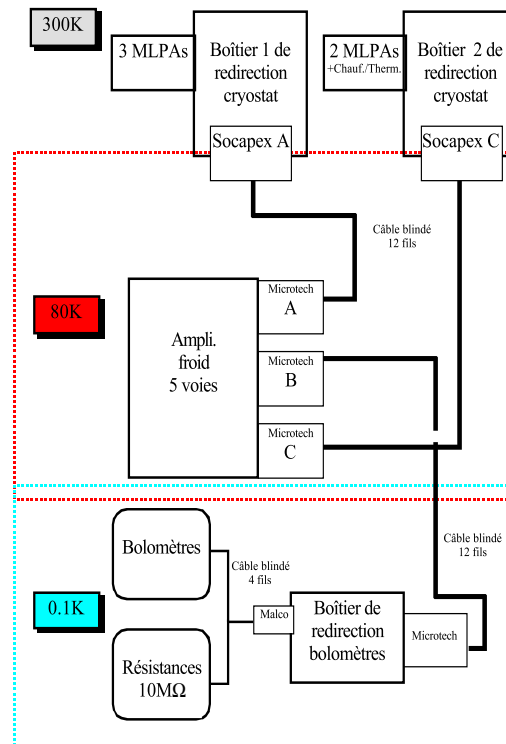 300K
3 MLPAs
Boîtier 1 de
redirection
cryostat
Socapex A
2 MLPAs
+Chauf./Therm.
Boîtier 2 de
redirection
cryostat
Socapex C
Câble blindé
12 fils
80K
Ampli.
froid
5 voies
Microtech
A
Microtech
B
Microtech
C
Câble blindé
12 fils
0.1K
Bolomètres
Câble blindé
4 fils
Résistances
10MΩ
Malco
Boîtier de
redirection
bolomètres
Microtech